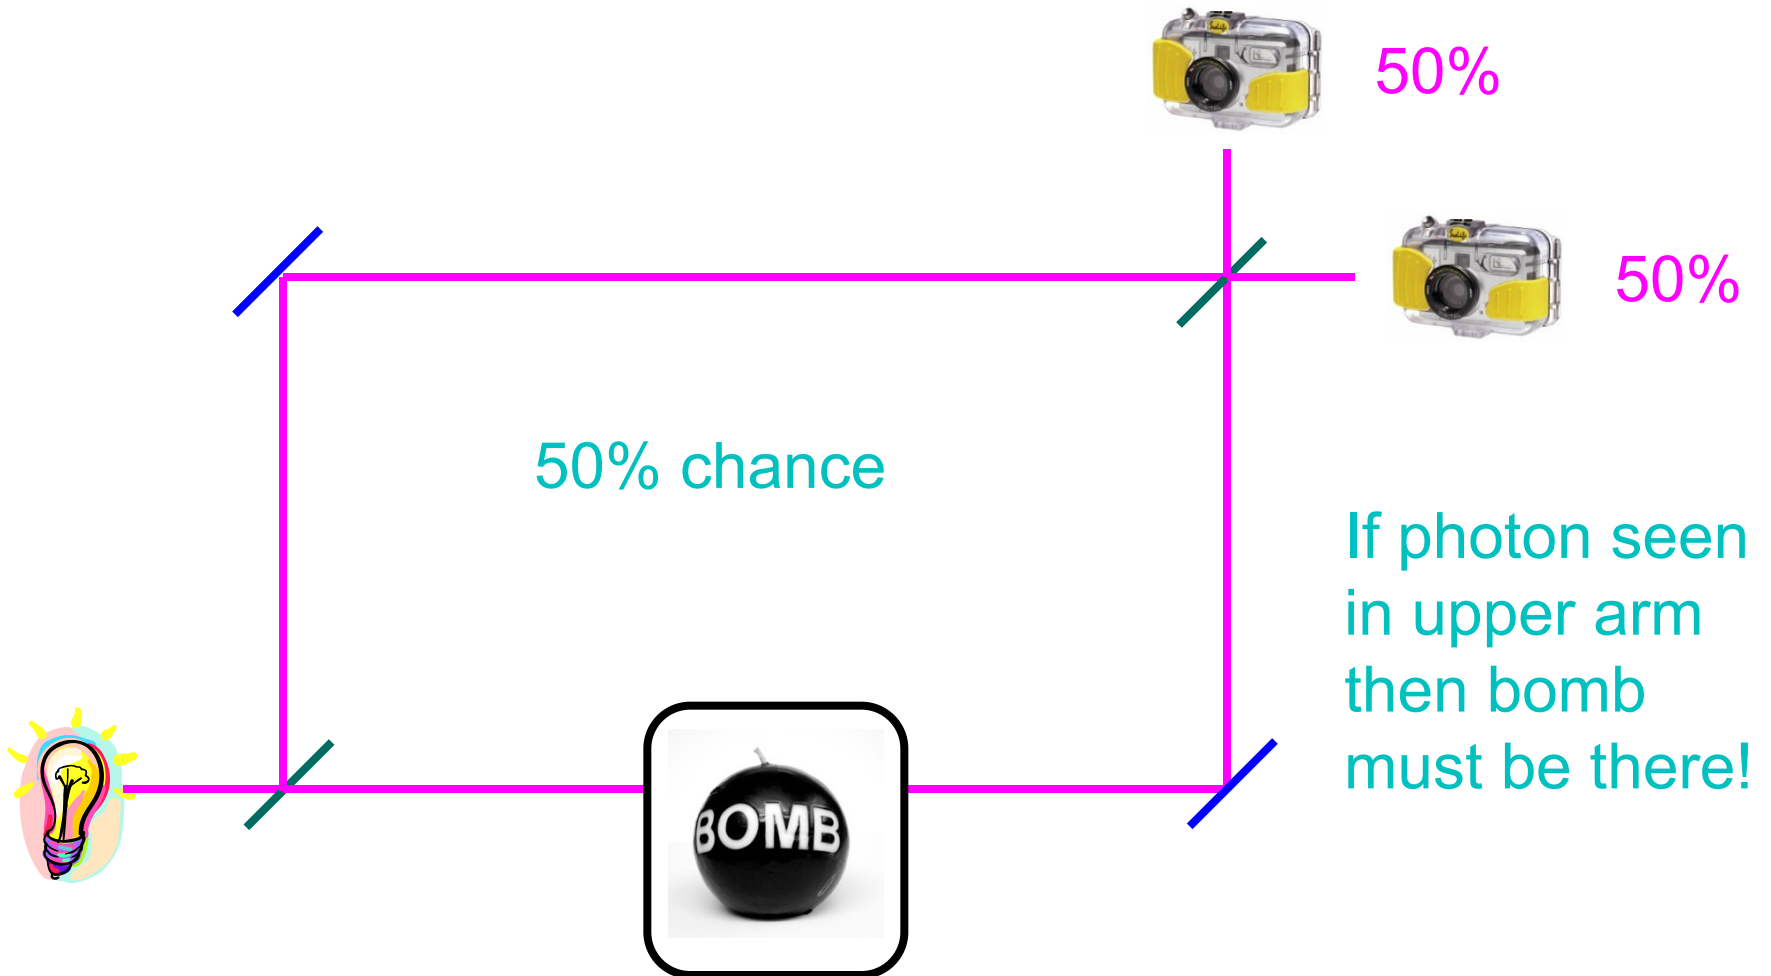 50%
50%
50% chance
If photon seen
in upper arm
then bomb
must be there!
BOMB